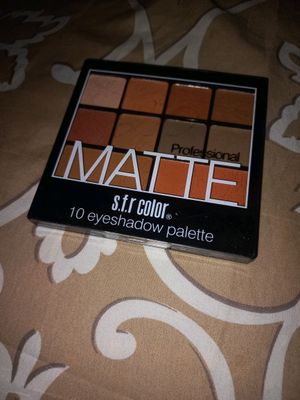 Professional
MATTE
s.f.r color®
10 eyeshadow palette